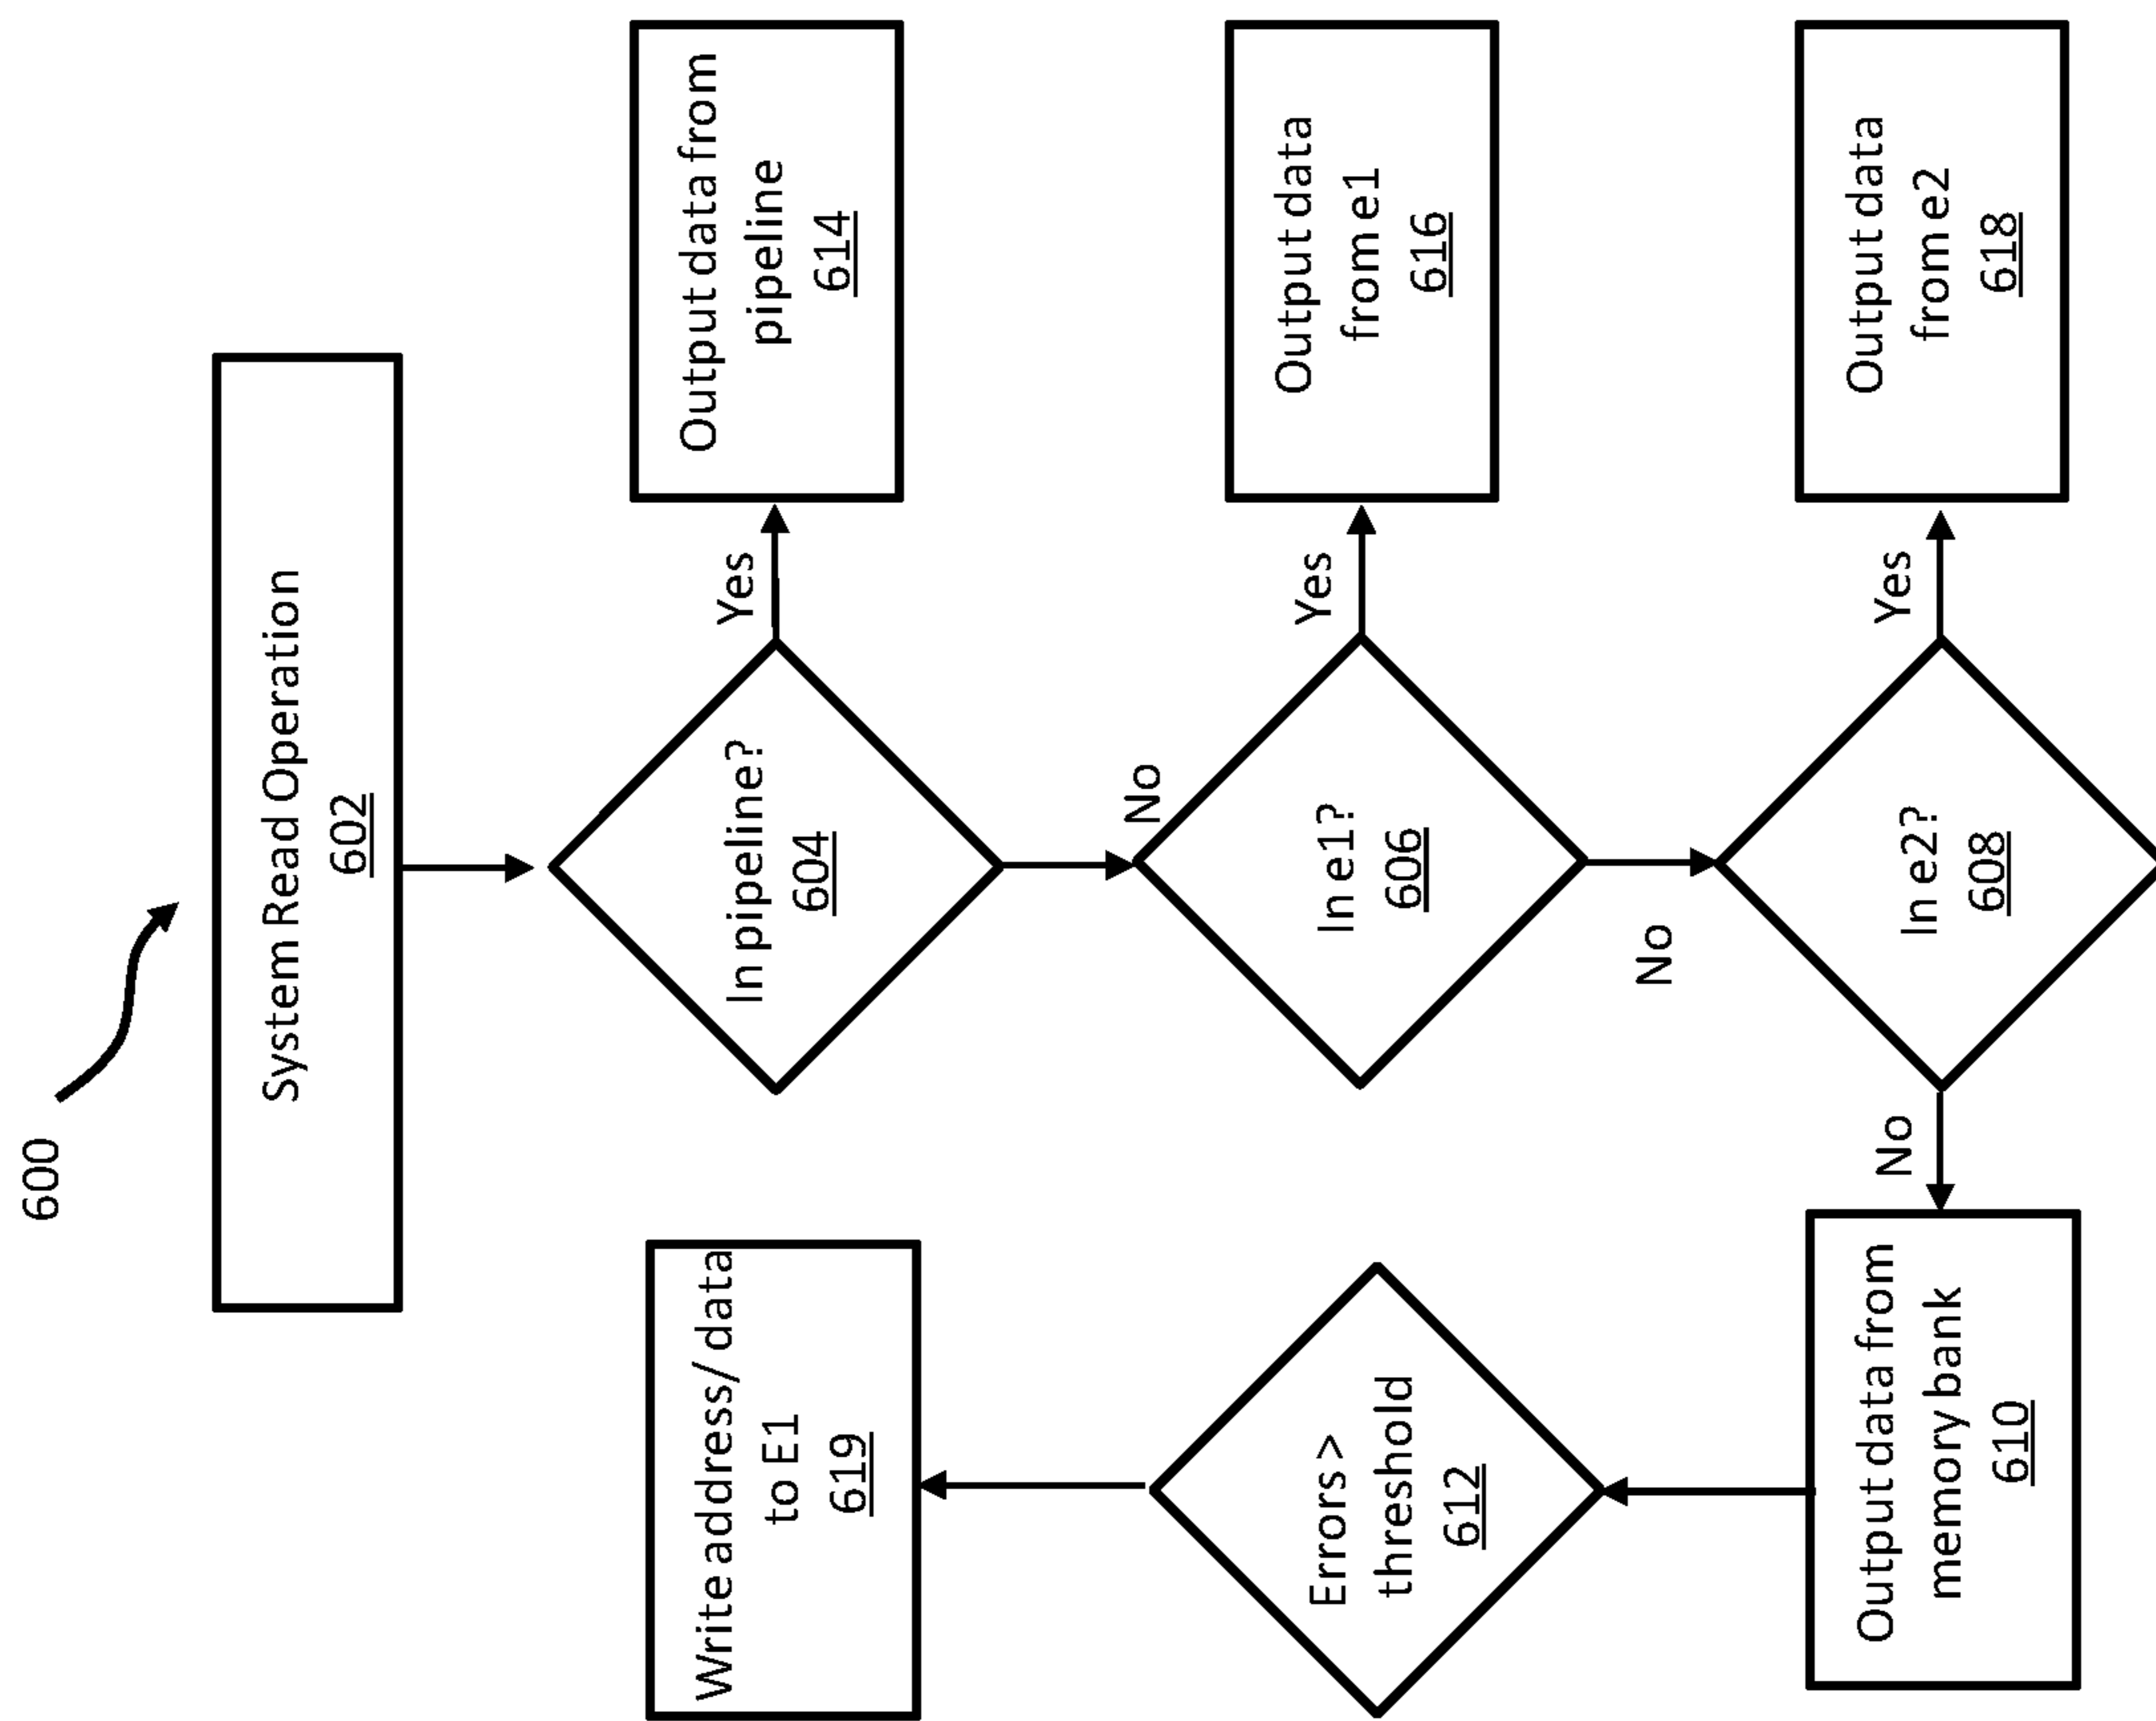 600
System Read Operation
602
In pipeline?
604
Yes
Output data from
pipeline
614
No
In e1?
606
Yes
Output data
from e1
616
No
In e2?
608
Yes
Output data
from e2
618
No
Output data from
memory bank
610
Errors >
threshold
612
Write address/ data
to E1
619